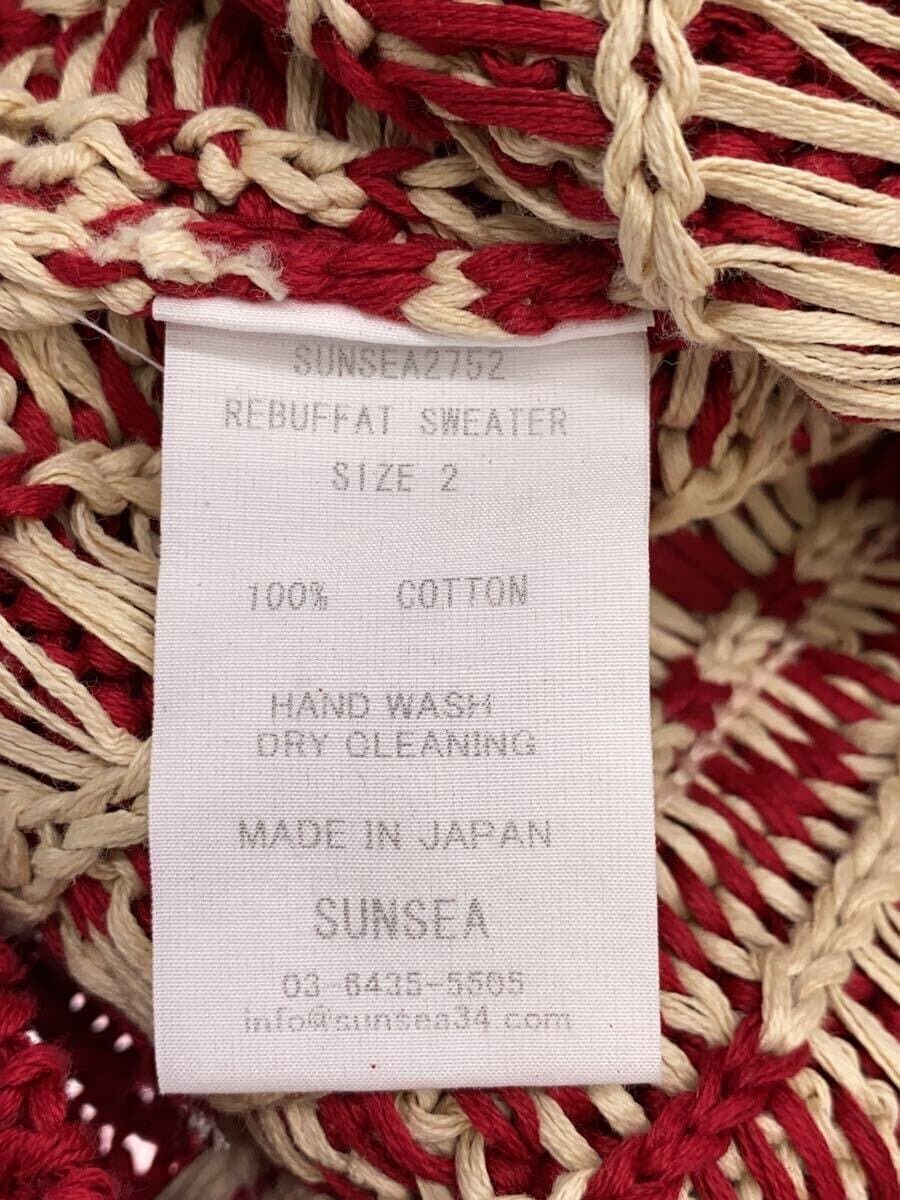 SUNSEA2752
REBUFFAT SWEATER
SIZE 2
100% COTTON
HAND WASH
DRY CLEANING
MADE IN JAPAN
SUNSEA
03 6435-5505
info@sunsea34.com